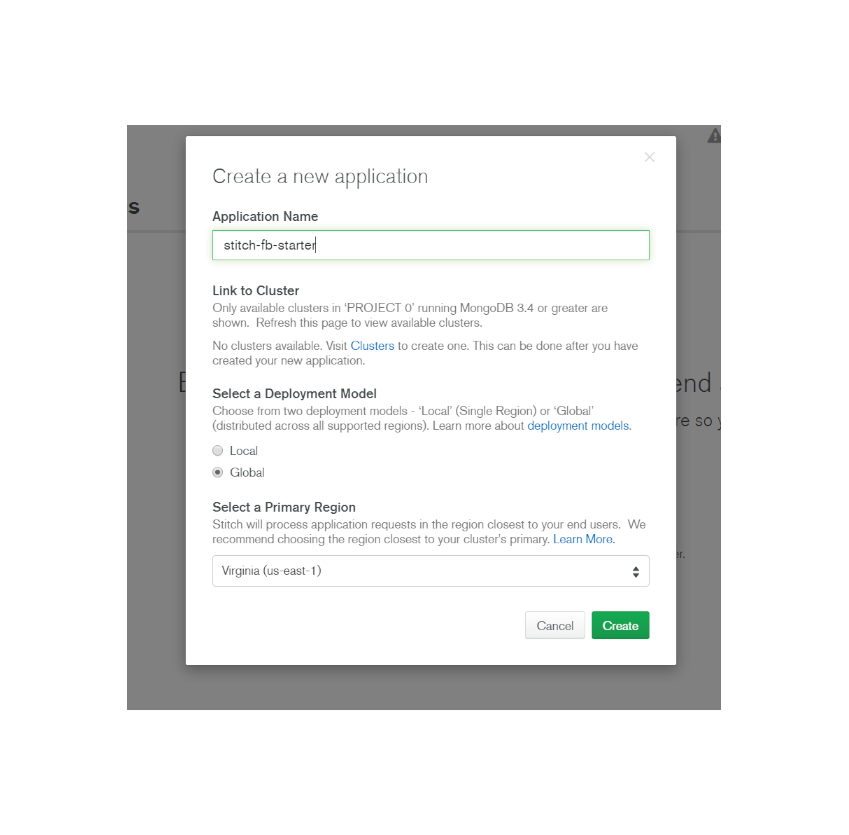 Create a new application
Application Name
stitch-fb-starter
Link to Cluster
Only available clusters in 'PROJECT 0' running MongoDB 3.4 or greater are
shown. Refresh this page to view available clusters.
No clusters available. Visit Clusters to create one. This can be done after you have
created your new application.
Select a Deployment Model
Choose from two deployment models - 'Local' (Single Region) or 'Global'
(distributed across all supported regions). Learn more about deployment models.
Local
Global
Select a Primary Region
Stitch will process application requests in the region closest to your end users. We
recommend choosing the region closest to your cluster's primary. Learn More.
Virginia (us-east-1)
Cancel Create